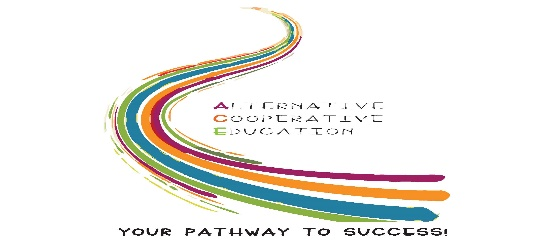 ALTERNATIVE
COOPERATIVE
EDUCATION
YOUR PATHWAY TO SUCCESS!